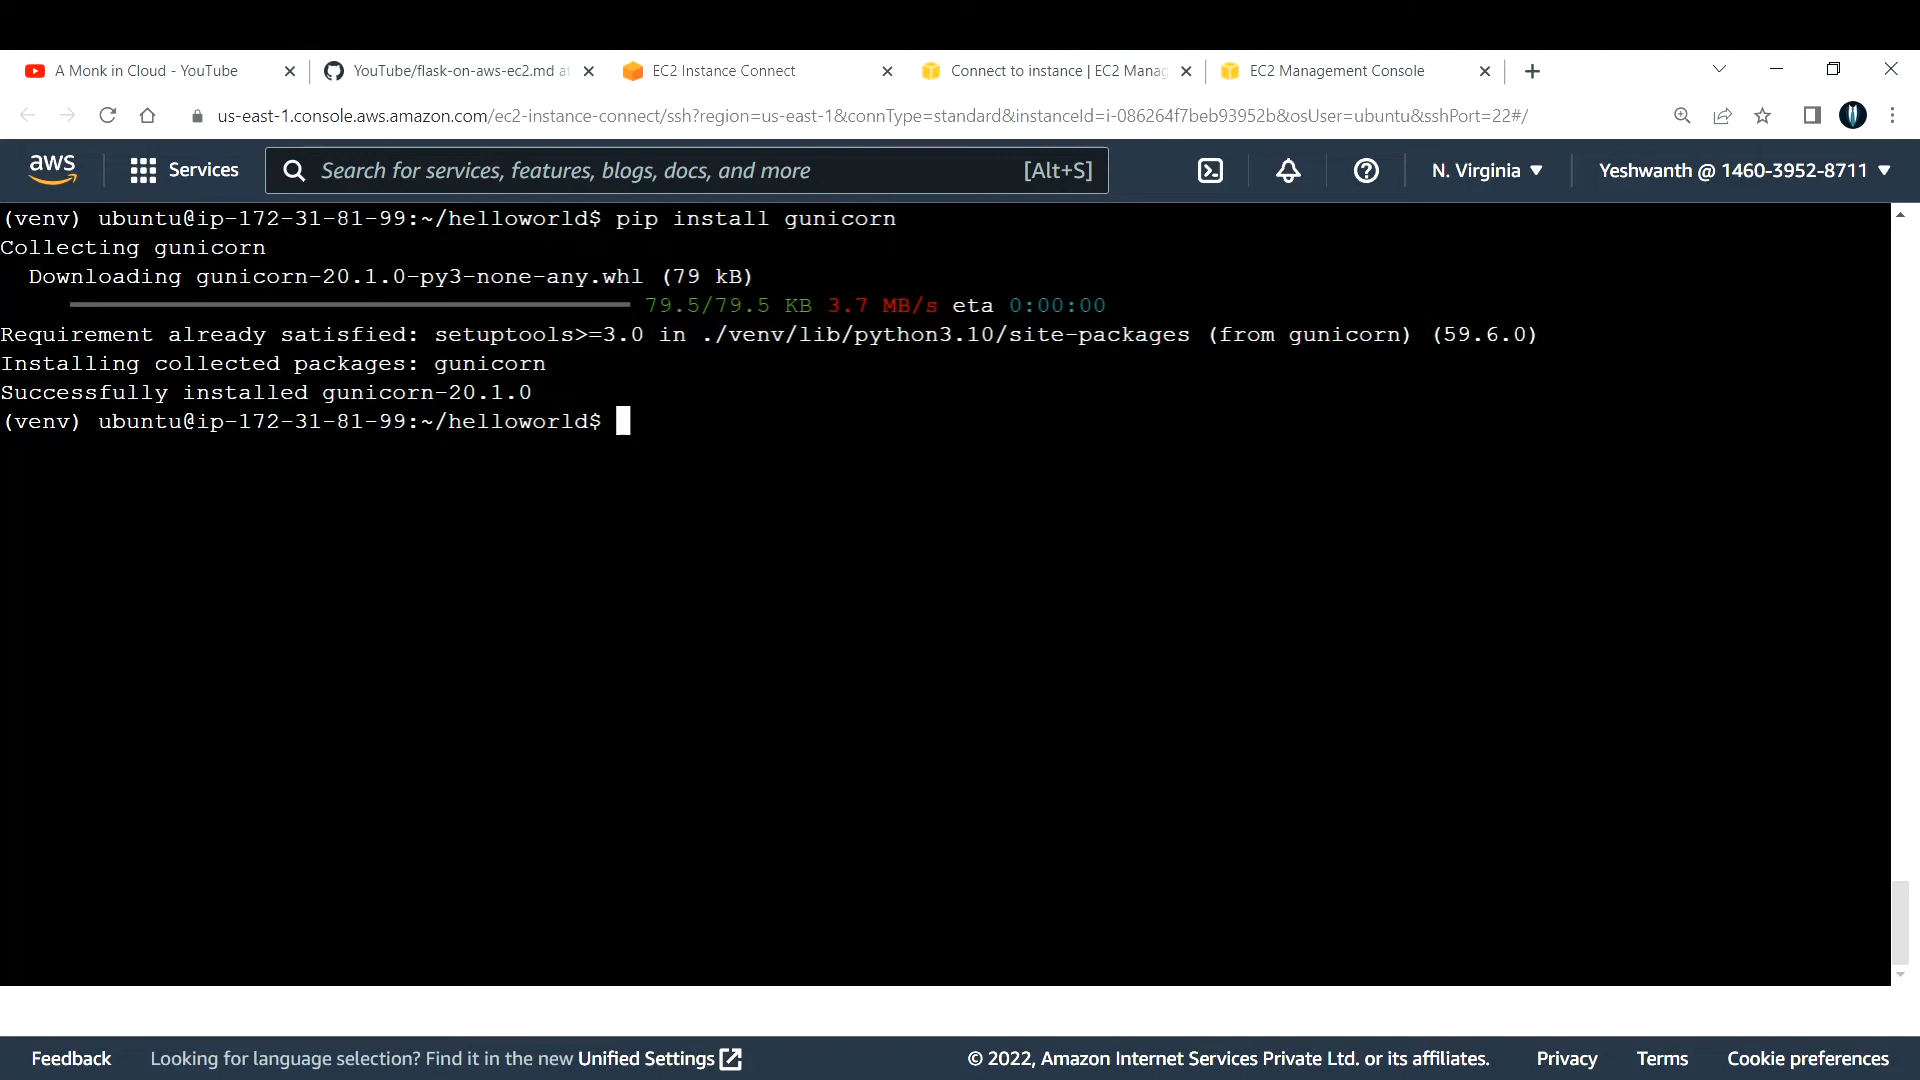 A Monk in Cloud - YouTube
YouTube/flask-on-aws-ec2.md at
EC2 Instance Connect
Connect to instance | EC2 Manag
EC2 Management Console
us-east-1.console.aws.amazon.com/ec2-instance-connect/ssh?region=us-east-1&connType=standard&instanceId=i-086264f7beb93952b&osUser=ubuntu&sshPort=22#/
aws Services Search for services, features, blogs, docs, and more [Alt+S] N. Virginia Yeshwanth @ 1460-3952-8711
(venv) ubuntu@ip-172-31-81-99:~/helloworld$ pip install gunicorn
Collecting gunicorn
  Downloading gunicorn-20.1.0-py3-none-any.whl (79 kB)
79.5/79.5 KB 3.7 MB/s eta 0:00:00
Requirement already satisfied: setuptools>=3.0 in ./venv/lib/python3.10/site-packages (from gunicorn) (59.6.0)
Installing collected packages: gunicorn
Successfully installed gunicorn-20.1.0
(venv) ubuntu@ip-172-31-81-99:~/helloworld$
Feedback Looking for language selection? Find it in the new Unified Settings © 2022, Amazon Internet Services Private Ltd. or its affiliates. Privacy Terms Cookie preferences